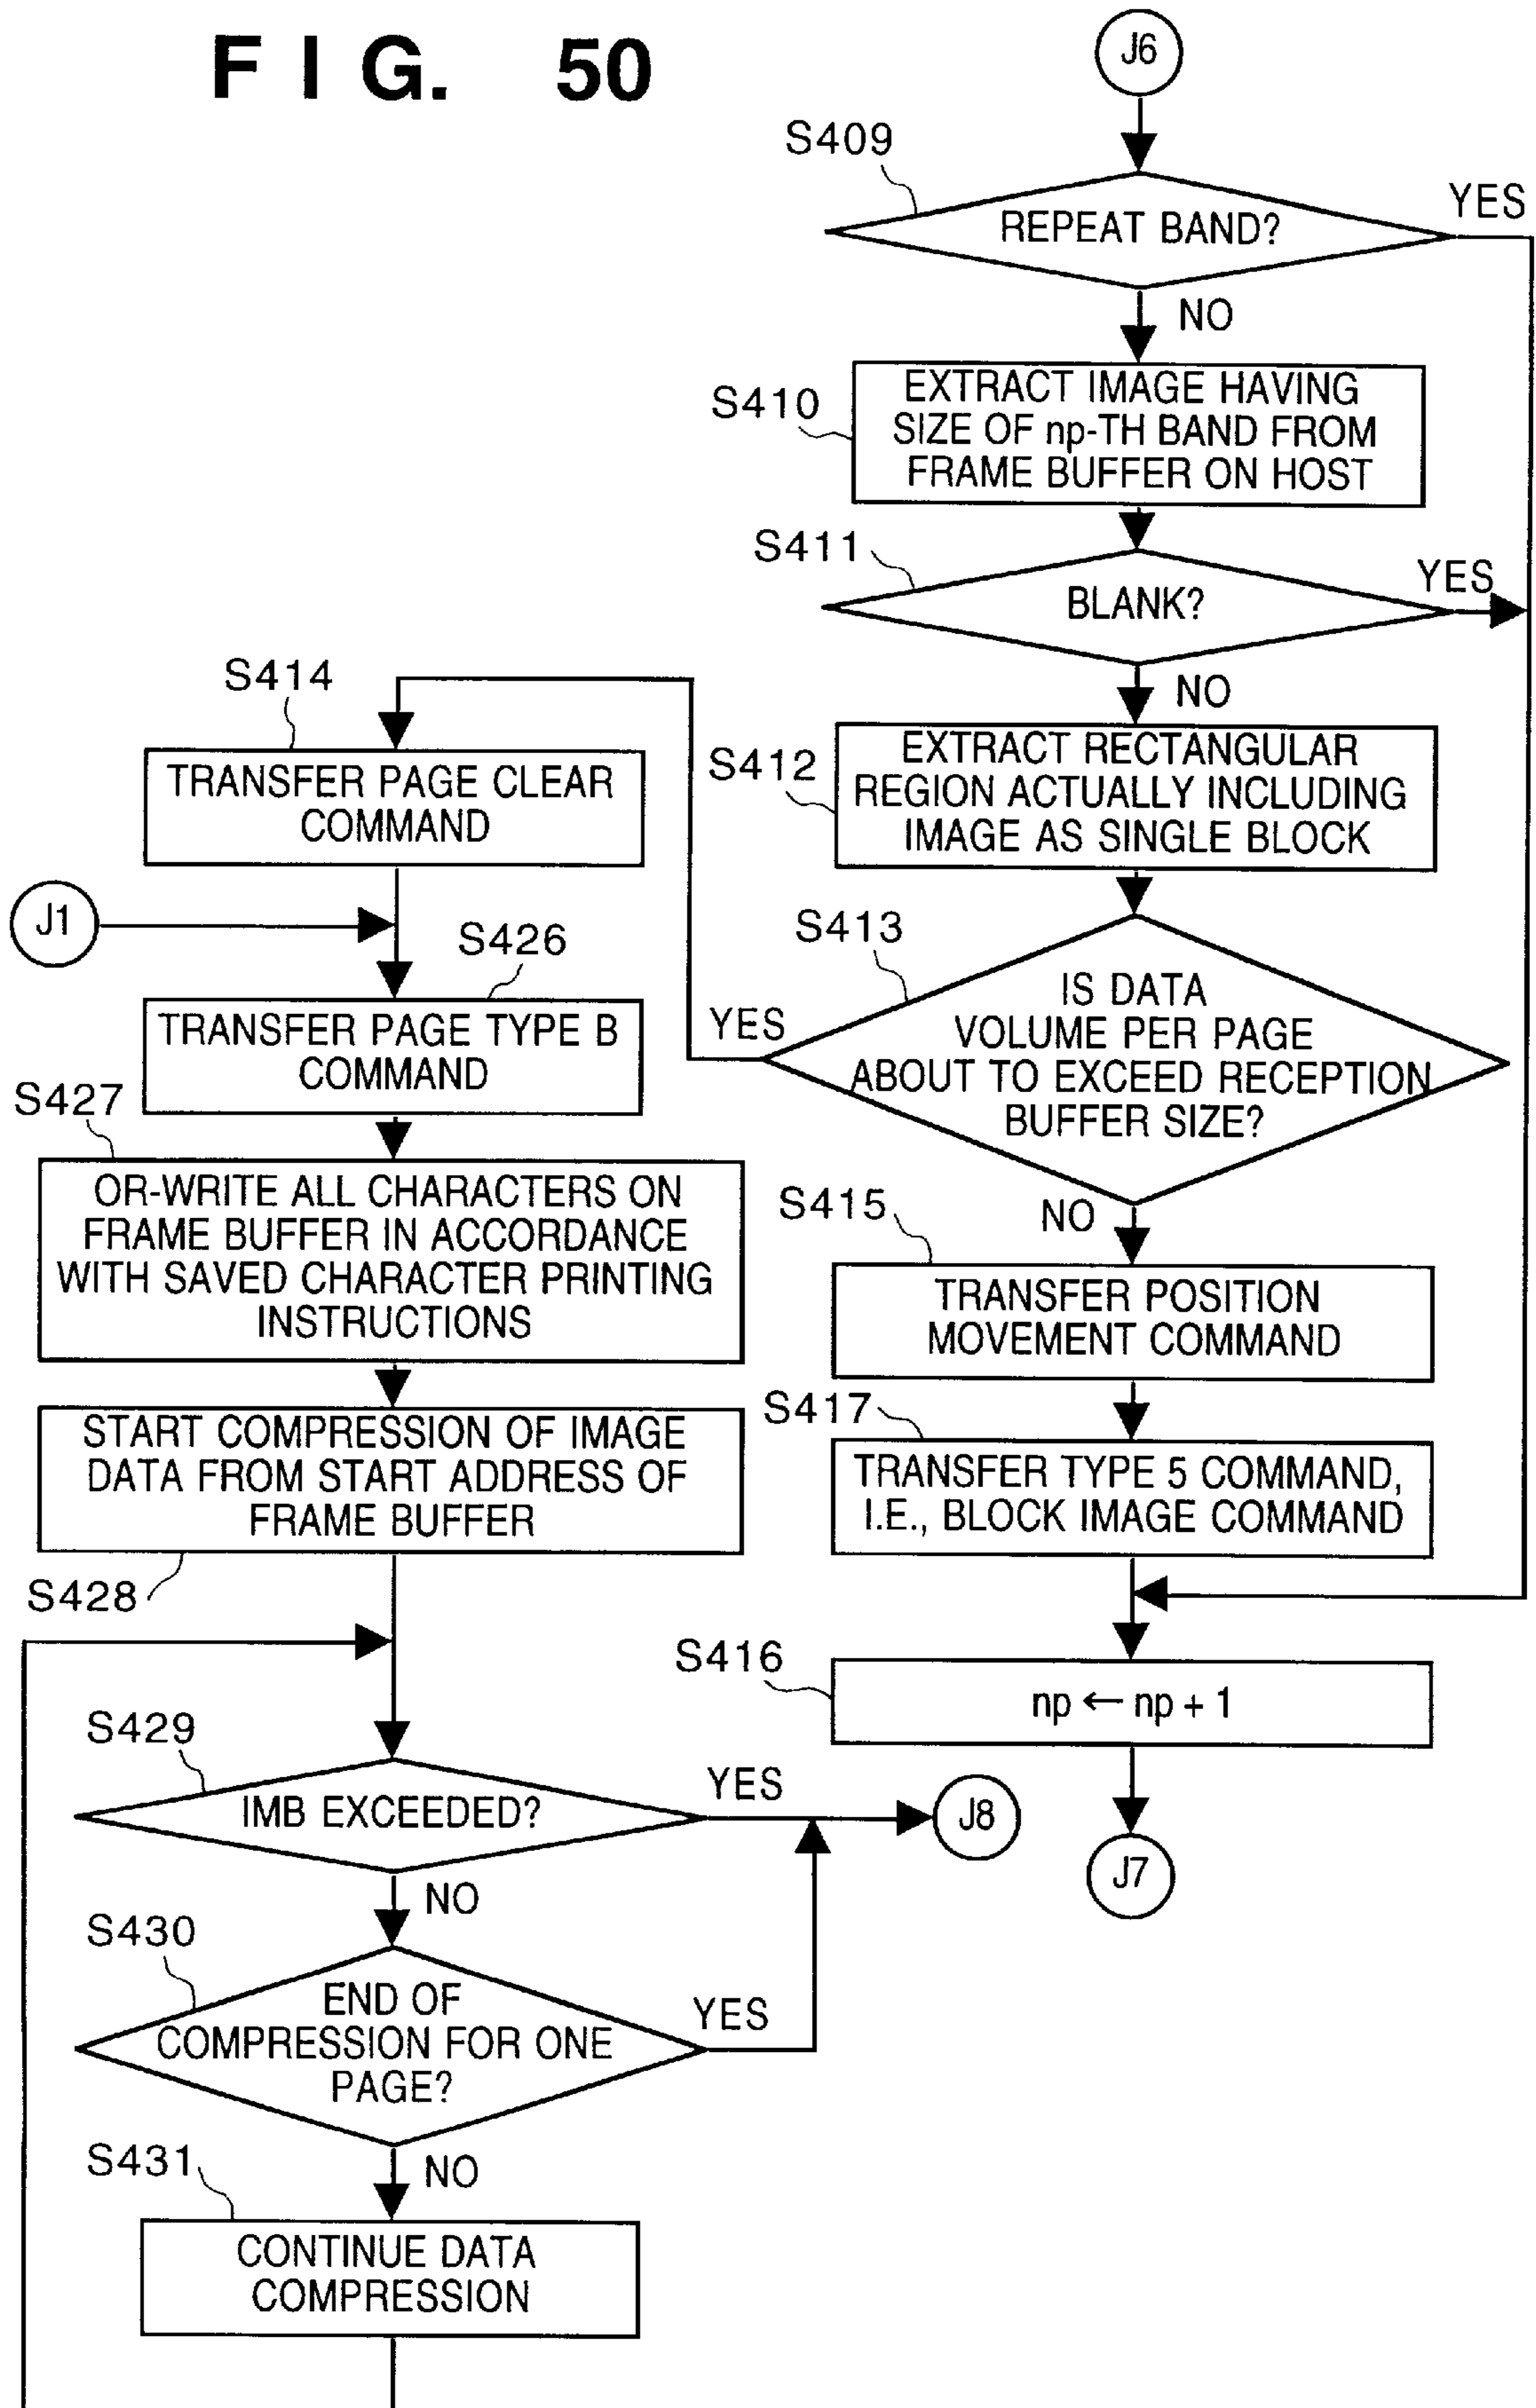 FIG. 50
J6
S409
REPEAT BAND?
YES
NO
S410
EXTRACT IMAGE HAVING
SIZE OF np-TH BAND FROM
FRAME BUFFER ON HOST
S411
BLANK?
YES
NO
S412
EXTRACT RECTANGULAR
REGION ACTUALLY INCLUDING
IMAGE AS SINGLE BLOCK
S413
IS DATA
VOLUME PER PAGE
ABOUT TO EXCEED RECEPTION
BUFFER SIZE?
YES
NO
S415
TRANSFER POSITION
MOVEMENT COMMAND
S417
TRANSFER TYPE 5 COMMAND,
I.E., BLOCK IMAGE COMMAND
S416
np ← np + 1
J7
S414
TRANSFER PAGE CLEAR
COMMAND
J1
S426
TRANSFER PAGE TYPE B
COMMAND
S427
OR-WRITE ALL CHARACTERS ON
FRAME BUFFER IN ACCORDANCE
WITH SAVED CHARACTER PRINTING
INSTRUCTIONS
START COMPRESSION OF IMAGE
DATA FROM START ADDRESS OF
FRAME BUFFER
S428
S429
IMB EXCEEDED?
YES
J8
NO
S430
END OF
COMPRESSION FOR ONE
PAGE?
YES
NO
S431
CONTINUE DATA
COMPRESSION